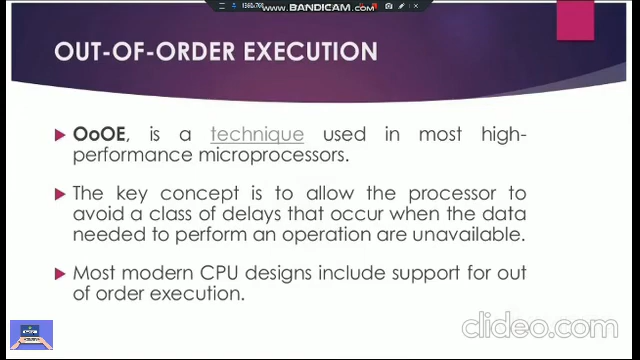 www.BANDICAM.COM
OUT-OF-ORDER EXECUTION
OoOE, is a technique used in most high-
performance microprocessors.
The key concept is to allow the processor to
avoid a class of delays that occur when the data
needed to perform an operation are unavailable.
Most modern CPU designs include support for out
of order execution.
clideo.com